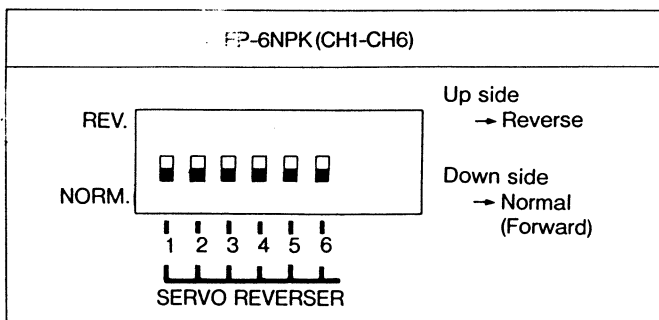 FP-6NPK (CH1-CH6)
REV.
NORM.
Up side
→ Reverse
Down side
→ Normal
(Forward)
1 2 3 4 5 6
SERVO REVERSER